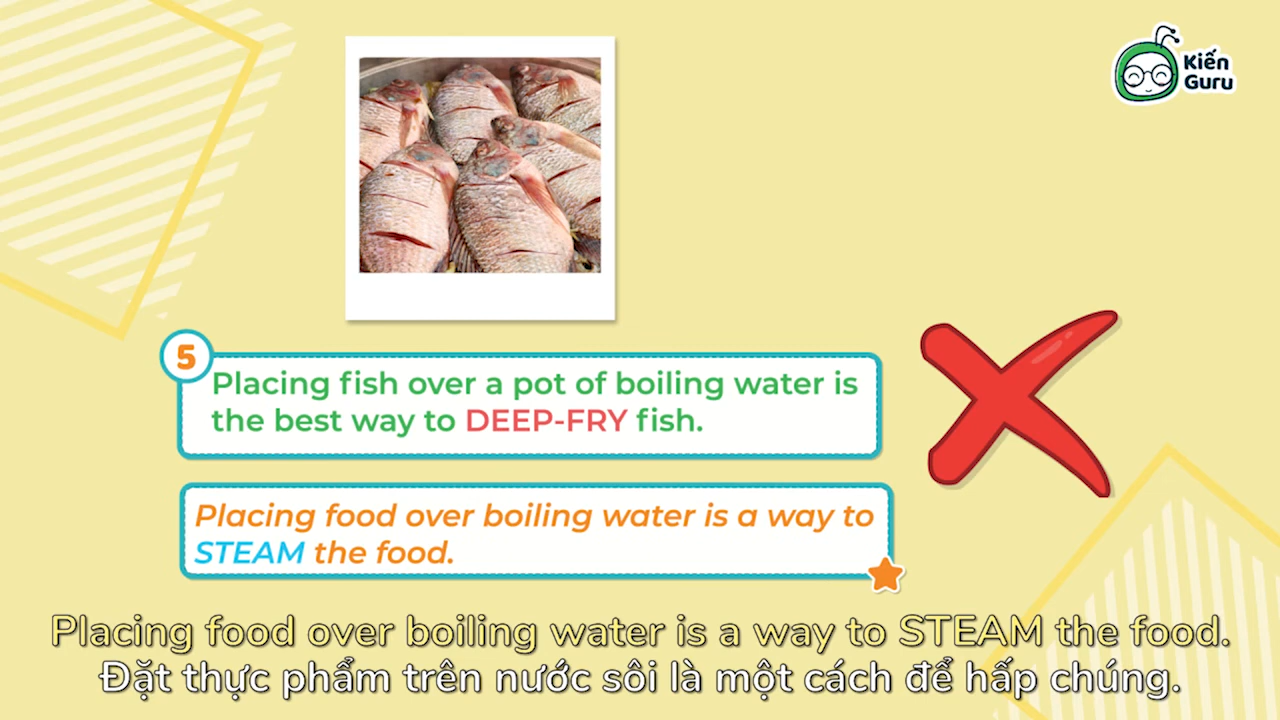 Kiến
Guru
5
Placing fish over a pot of boiling water is
the best way to DEEP-FRY fish.
Placing food over boiling water is a way to
STEAM the food.
Placing food over boiling water is a way to STEAM the food.
Đặt thực phẩm trên nước sôi là một cách để hấp chúng.